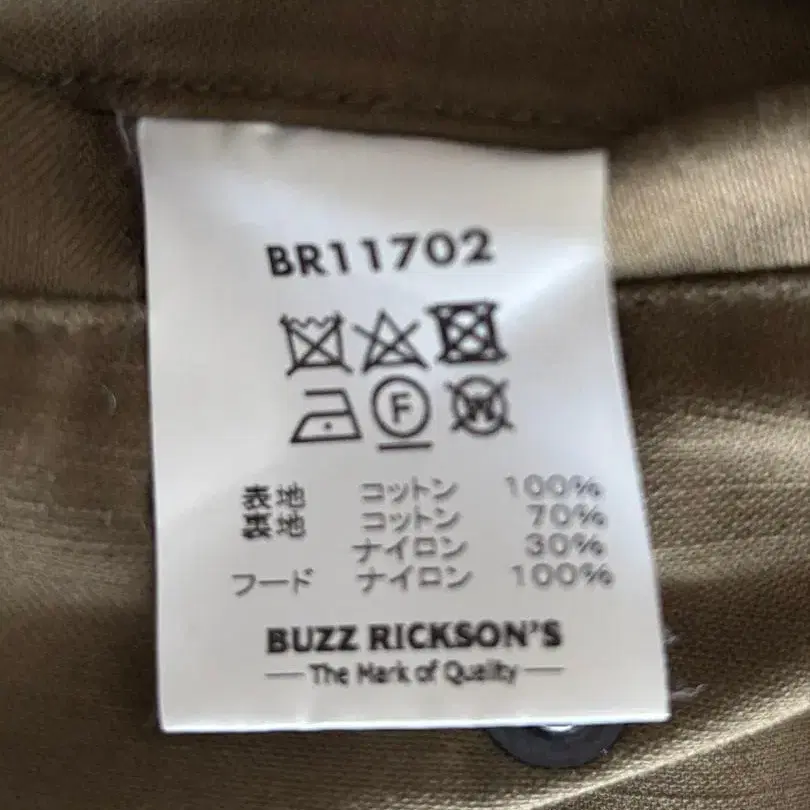 BR11702
F W
表地 コットン 100%
裏地 コットン 70%
ナイロン 30%
フード ナイロン 100%
BUZZ RICKSON'S
The Mark of Quality